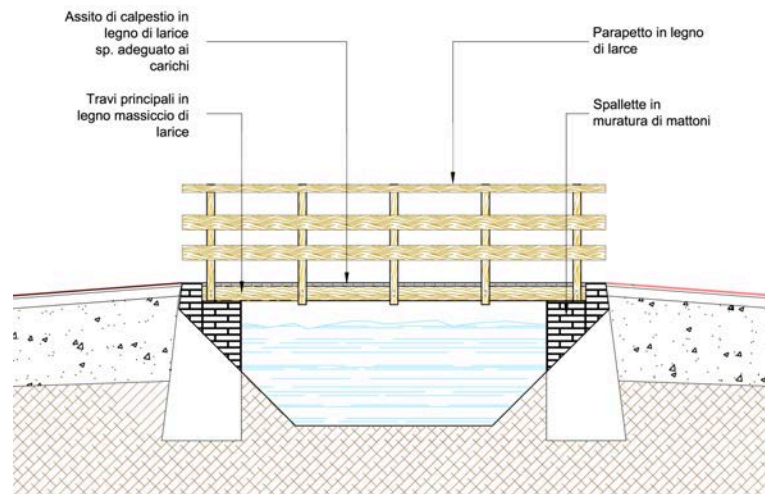 Assito di calpestio in
legno di larice
sp. adeguato ai
carichi
Travi principali in
legno massiccio di
larice
Parapetto in legno
di larce
Spallette in
muratura di mattoni